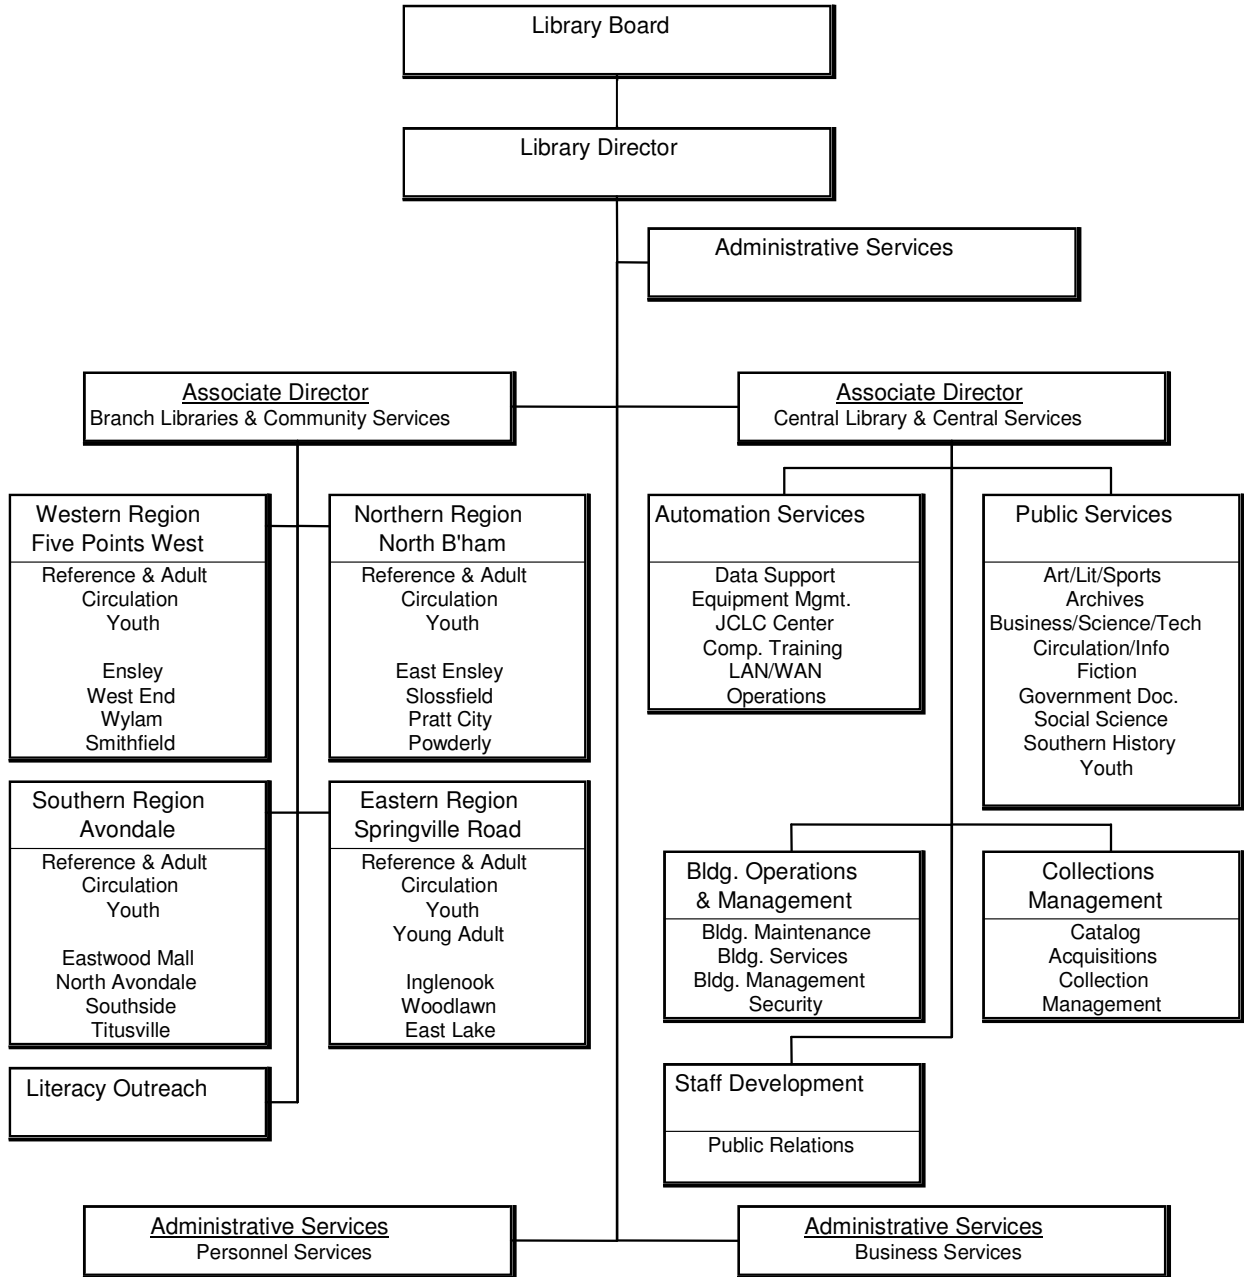 Library Board
Library Director
Administrative Services
Associate Director
Branch Libraries & Community Services
Associate Director
Central Library & Central Services
Western Region
Five Points West
Reference & Adult
Circulation
Youth
Ensley
West End
Wylam
Smithfield
Northern Region
North B'ham
Reference & Adult
Circulation
Youth
East Ensley
Slossfield
Pratt City
Powderly
Automation Services
Data Support
Equipment Mgmt.
JCLC Center
Comp. Training
LAN/WAN
Operations
Public Services
Art/Lit/Sports
Archives
Business/Science/Tech
Circulation/Info
Fiction
Government Doc.
Social Science
Southern History
Youth
Southern Region
Avondale
Reference & Adult
Circulation
Youth
Eastwood Mall
North Avondale
Southside
Titusville
Eastern Region
Springville Road
Reference & Adult
Circulation
Youth
Young Adult
Inglenook
Woodlawn
East Lake
Bldg. Operations
& Management
Bldg. Maintenance
Bldg. Services
Bldg. Management
Security
Collections
Management
Catalog
Acquisitions
Collection
Management
Literacy Outreach
Staff Development
Public Relations
Administrative Services
Personnel Services
Administrative Services
Business Services